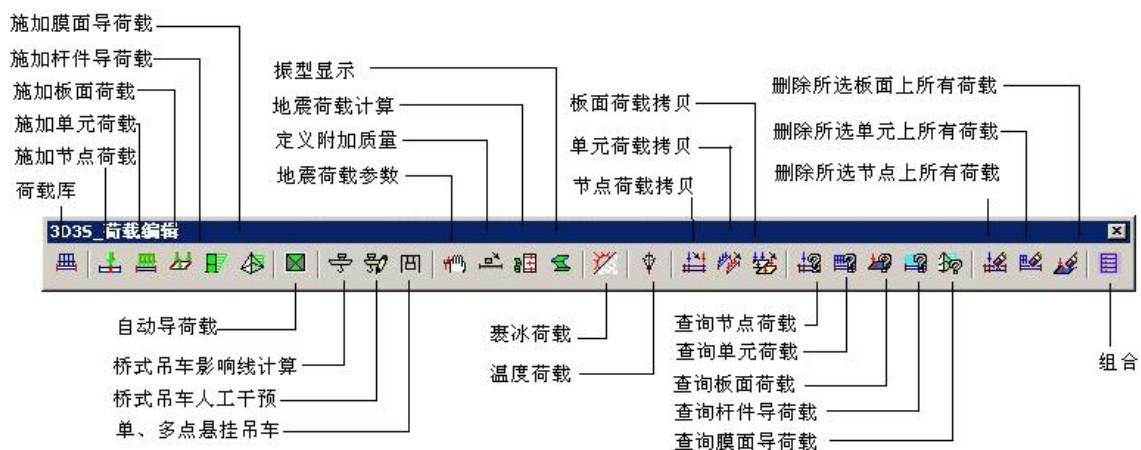 施加膜面导荷载
施加杆件导荷载
施加板面荷载
施加单元荷载
施加节点荷载
荷载库
振型显示
地震荷载计算
定义附加质量
地震荷载参数
板面荷载拷贝
单元荷载拷贝
节点荷载拷贝
删除所选板面上所有荷载
删除所选单元上所有荷载
删除所选节点上所有荷载
3D3S_荷载编辑
自动导荷载
桥式吊车影响线计算
桥式吊车人工干预
单、多点悬挂吊车
裹冰荷载
温度荷载
查询节点荷载
查询单元荷载
查询板面荷载
查询杆件导荷载
查询膜面导荷载
组合